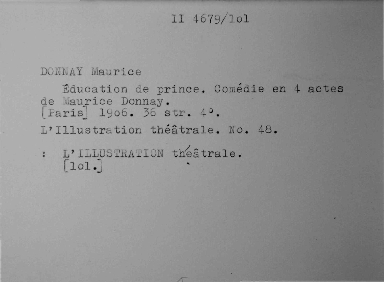 II 4679/1o1
DONNAY Maurice
Éducation de prince. Comédie en 4 actes
de Maurice Donnay.
[Paris] 19o6. 36 str. 4°.
L'Illustration théâtrale. No. 48.
: L'ILLUSTRATION théâtrale.
[1o1.]